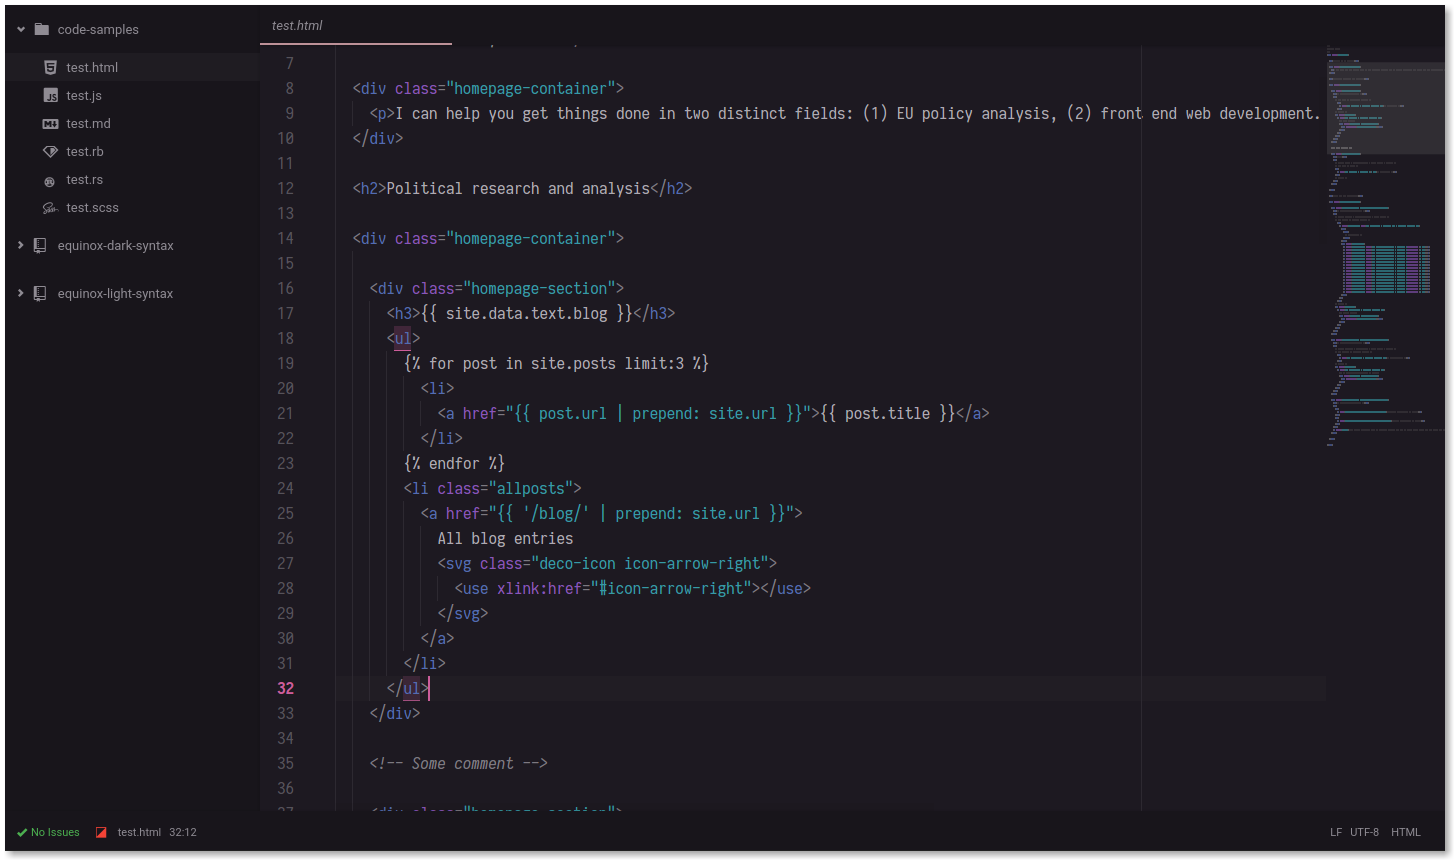 code-samples
test.html
test.js
test.md
test.rb
test.rs
test.scss
equinox-dark-syntax
equinox-light-syntax
test.html
7
8 <div class="homepage-container">
9 <p>I can help you get things done in two distinct fields: (1) EU policy analysis, (2) front end web development.
10 </div>
11
12 <h2>Political research and analysis</h2>
13
14 <div class="homepage-container">
15
16 <div class="homepage-section">
17 <h3>{{ site.data.text.blog }}</h3>
18 <ul>
19 {% for post in site.posts limit:3 %}
20 <li>
21 <a href="{{ post.url | prepend: site.url }}">{{ post.title }}</a>
22 </li>
23 {% endfor %}
24 <li class="allposts">
25 <a href="{{ '/blog/' | prepend: site.url }}">
26 All blog entries
27 <svg class="deco-icon icon-arrow-right">
28 <use xlink:href="#icon-arrow-right"></use>
29 </svg>
30 </a>
31 </li>
32 </ul>
33 </div>
34
35 <!-- Some comment -->
36
37 <div class="homepage-section">
No Issues test.html 32:12 LF UTF-8 HTML